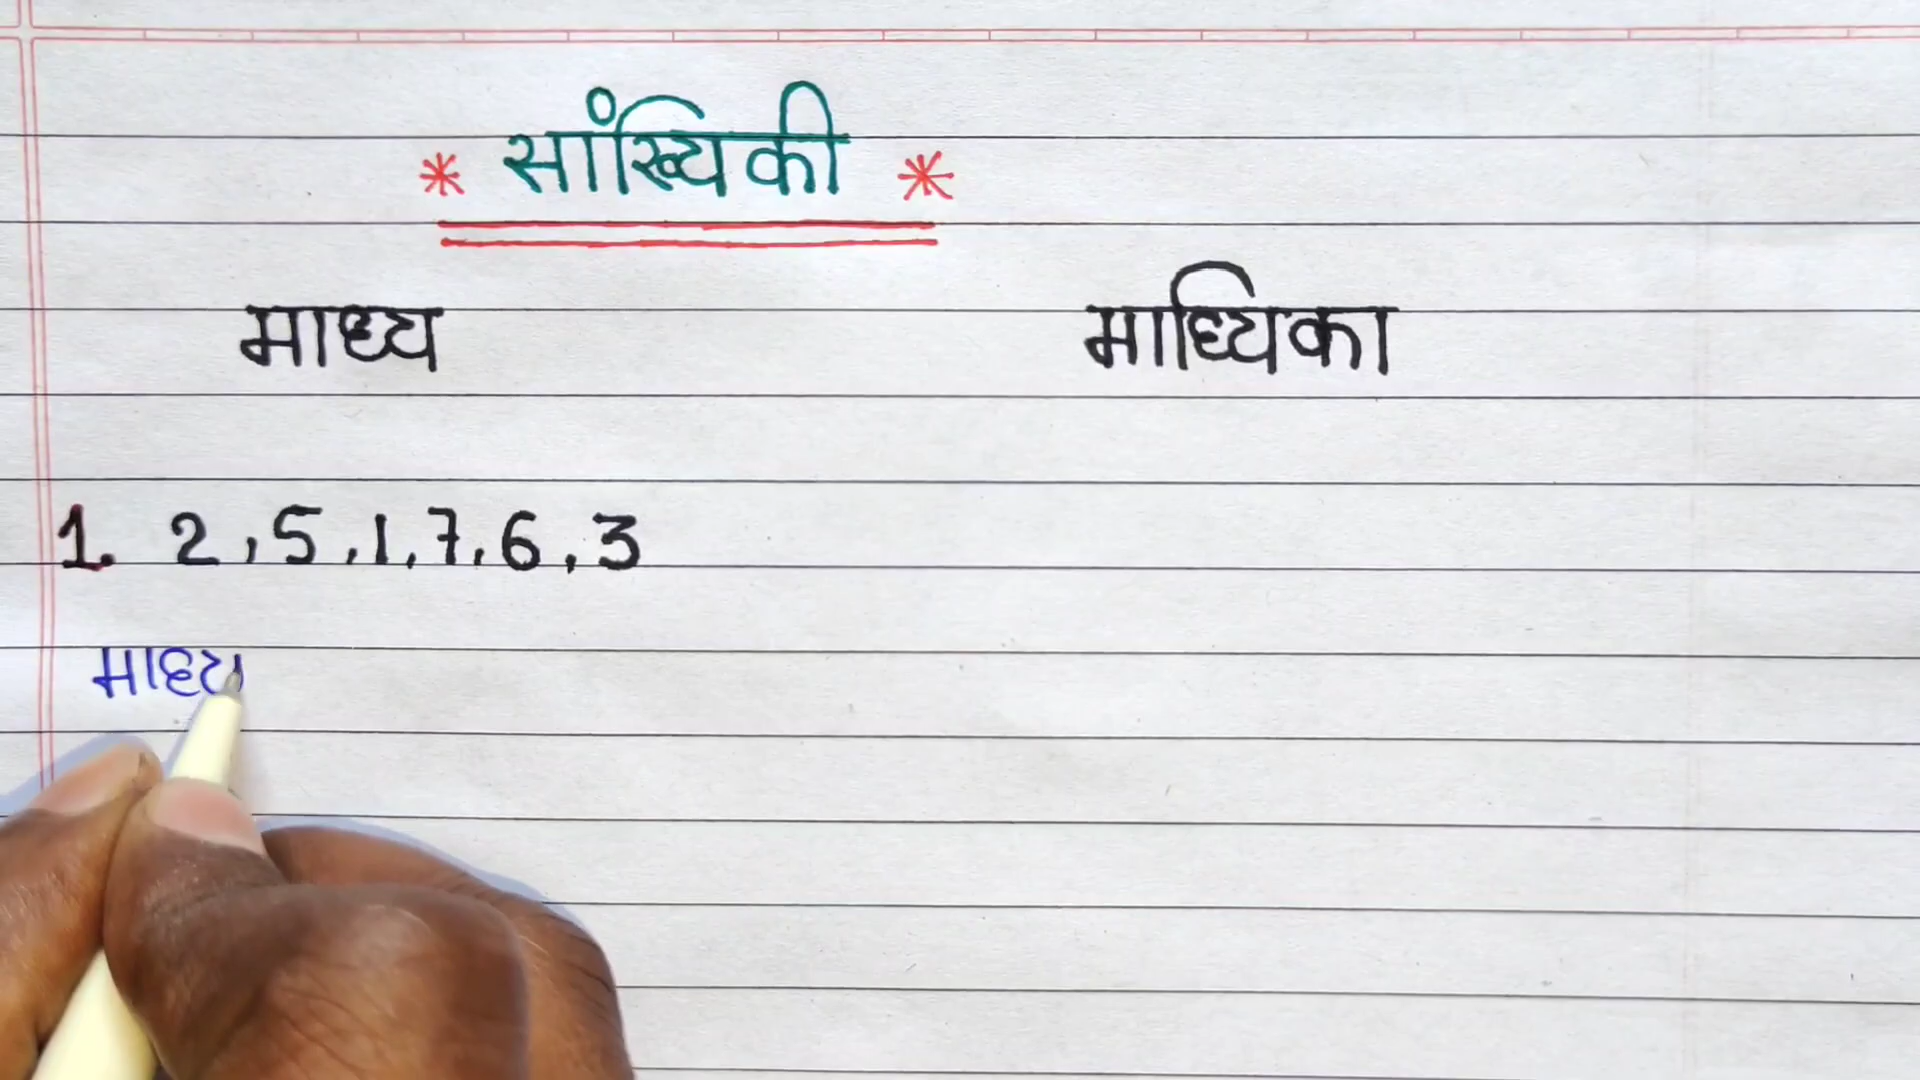 * सांख्यिकी *
माध्य माध्यिका
1. 2, 5, 1, 7, 6, 3
माध्य